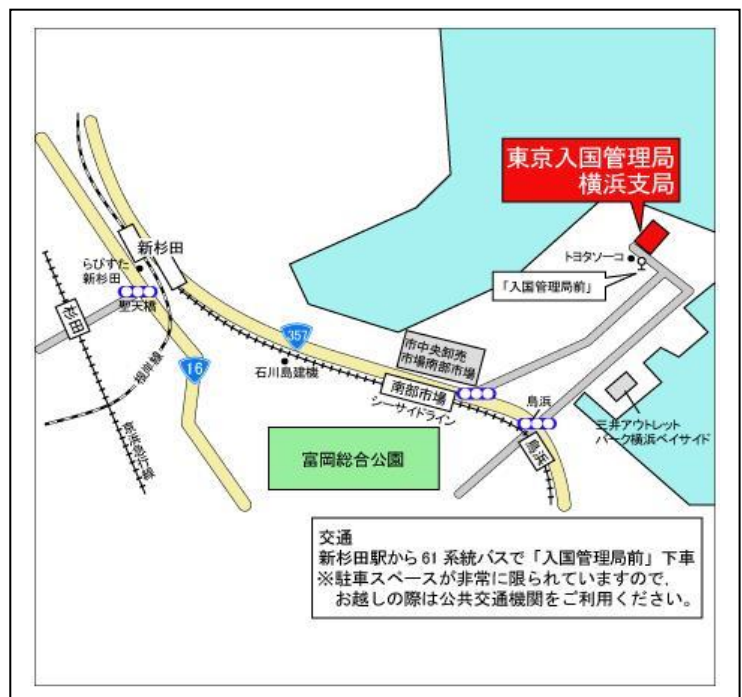 東京入国管理局
横浜支局
新杉田
トヨタソーコ
らびすた
新杉田
「入国管理局前」
聖天橋
杉田
357
市中央卸売
市場南部市場
16
石川島建機
根岸線
南部市場
シーサイドライン
鳥浜
三井アウトレット
パーク横浜ベイサイド
京浜急行線
鳥浜
富岡総合公園
交通
新杉田駅から 61 系統バスで「入国管理局前」下車
※駐車スペースが非常に限られていますので、
お越しの際は公共交通機関をご利用ください。